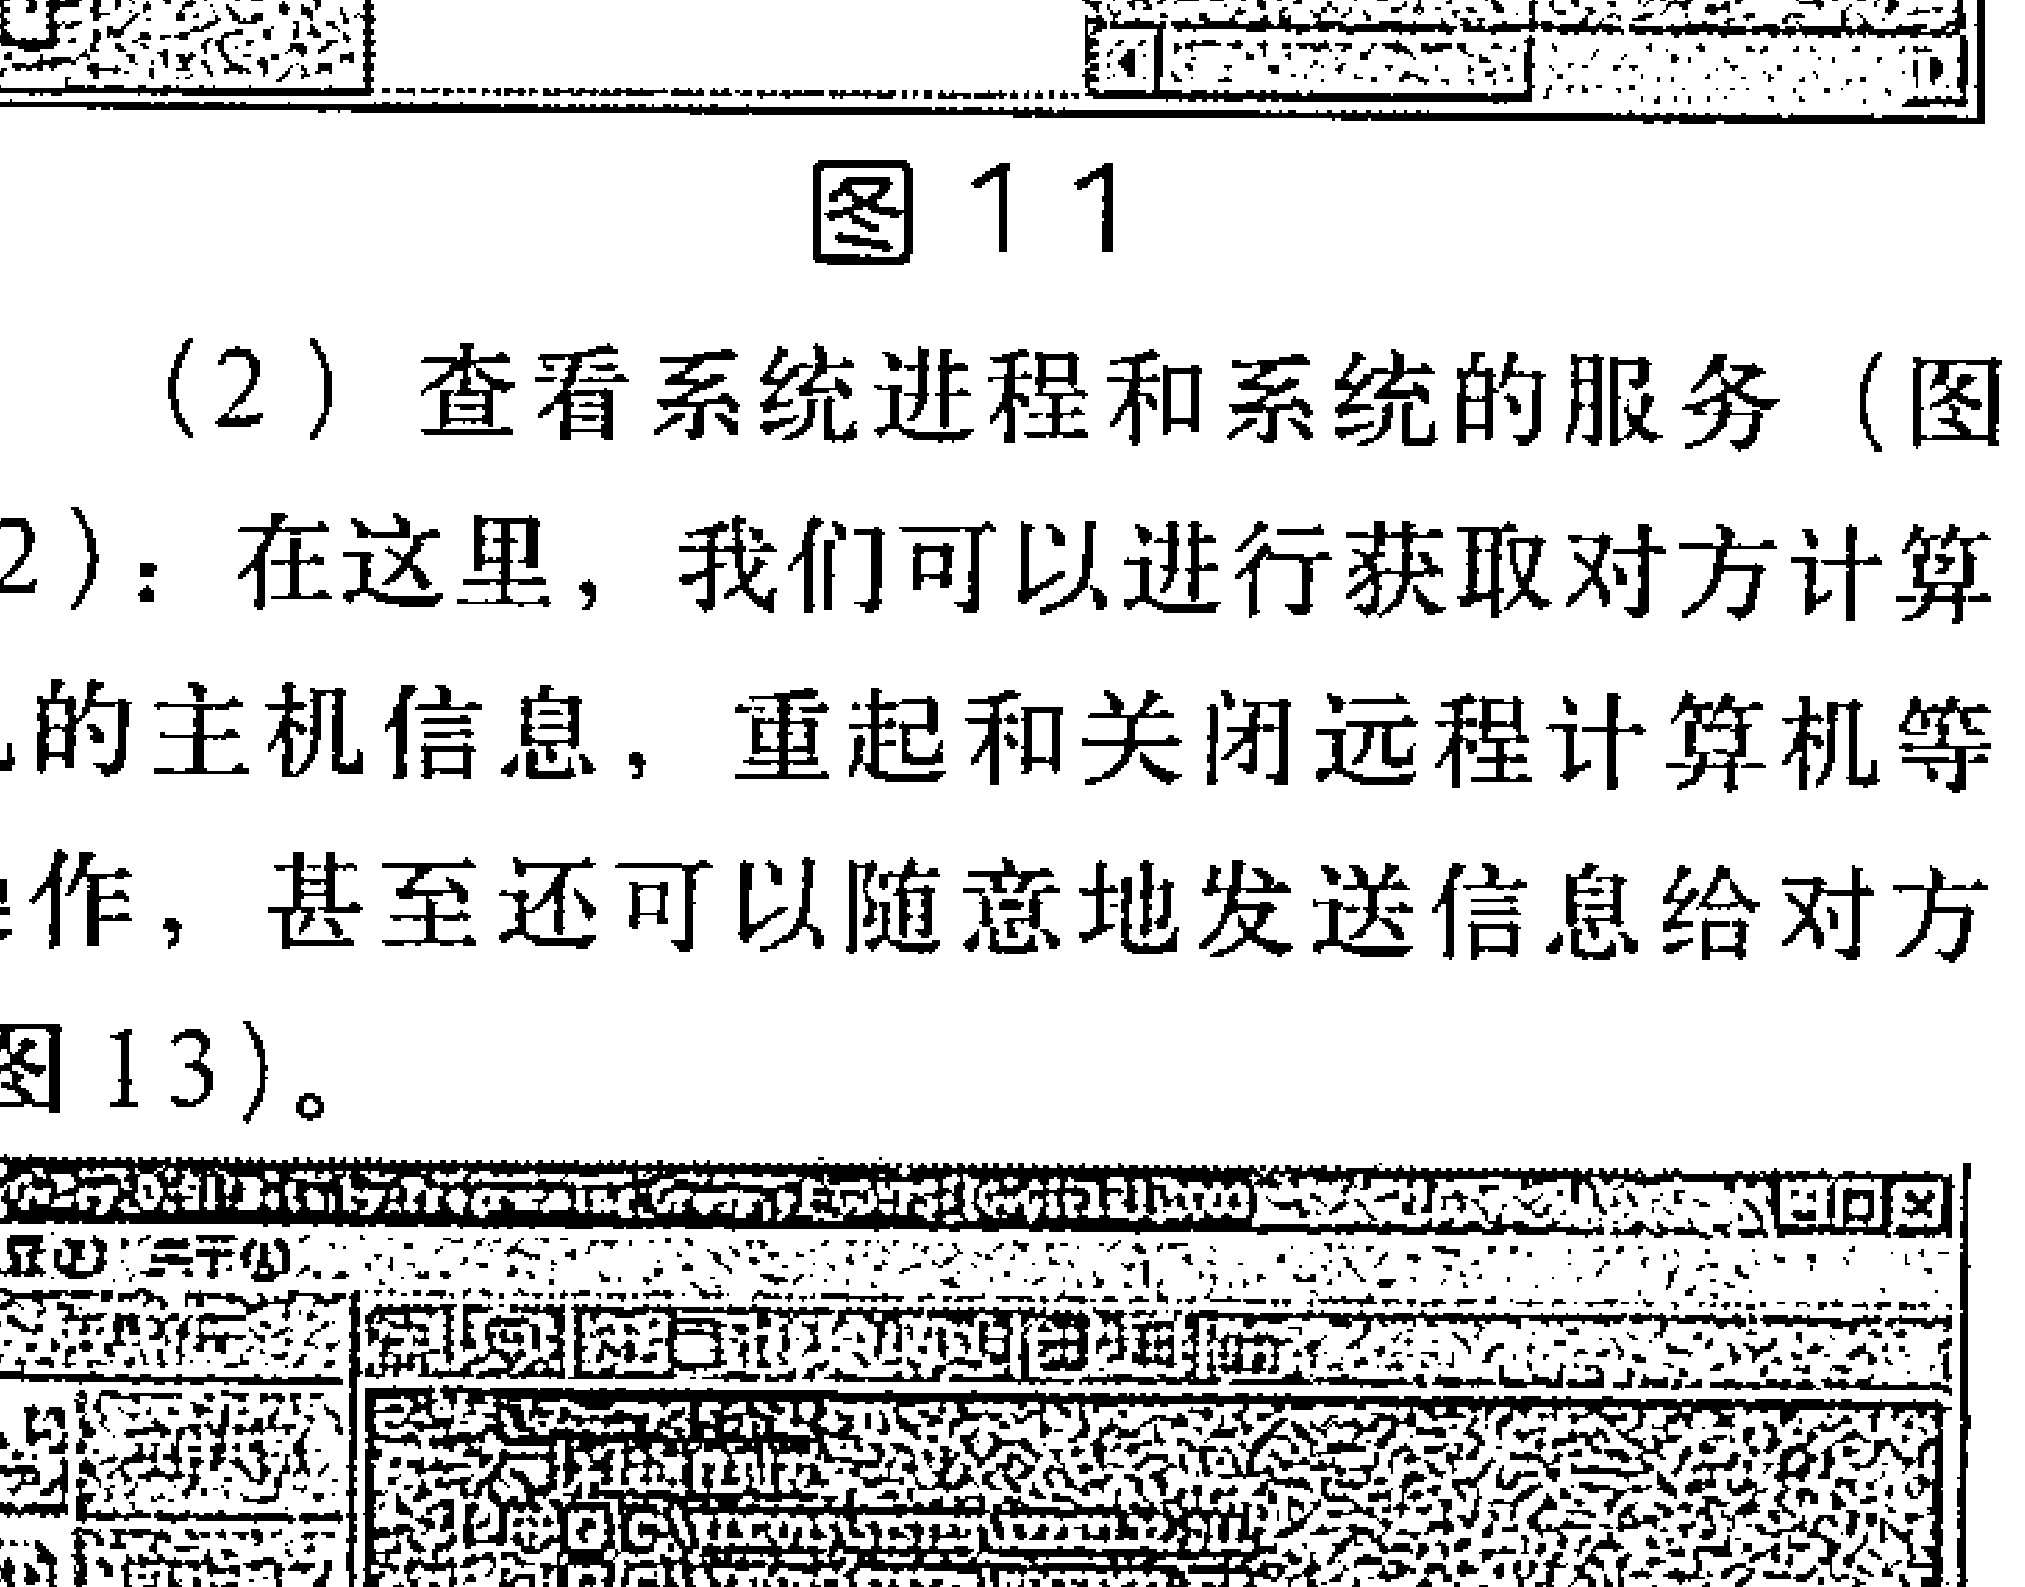 图 11
(2) 查看系统进程和系统的服务 (图
2)：在这里，我们可以进行获取对方计算
的主机信息，重起和关闭远程计算机等
作，甚至还可以随意地发送信息给对方
图 13)。